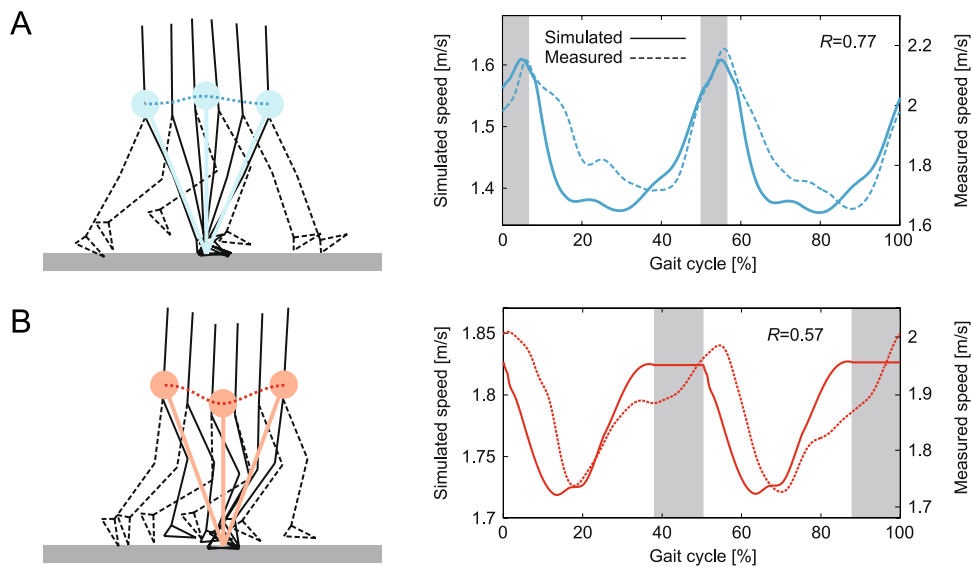 A
Simulated speed [m/s]
1.6
1.5
1.4
Simulated
Measured
R=0.77
2.2
2
1.8
1.6
Measured speed [m/s]
0 20 40 60 80 100
Gait cycle [%]
B
Simulated speed [m/s]
1.85
1.8
1.75
1.7
R=0.57
2
1.9
1.8
1.7
Measured speed [m/s]
0 20 40 60 80 100
Gait cycle [%]